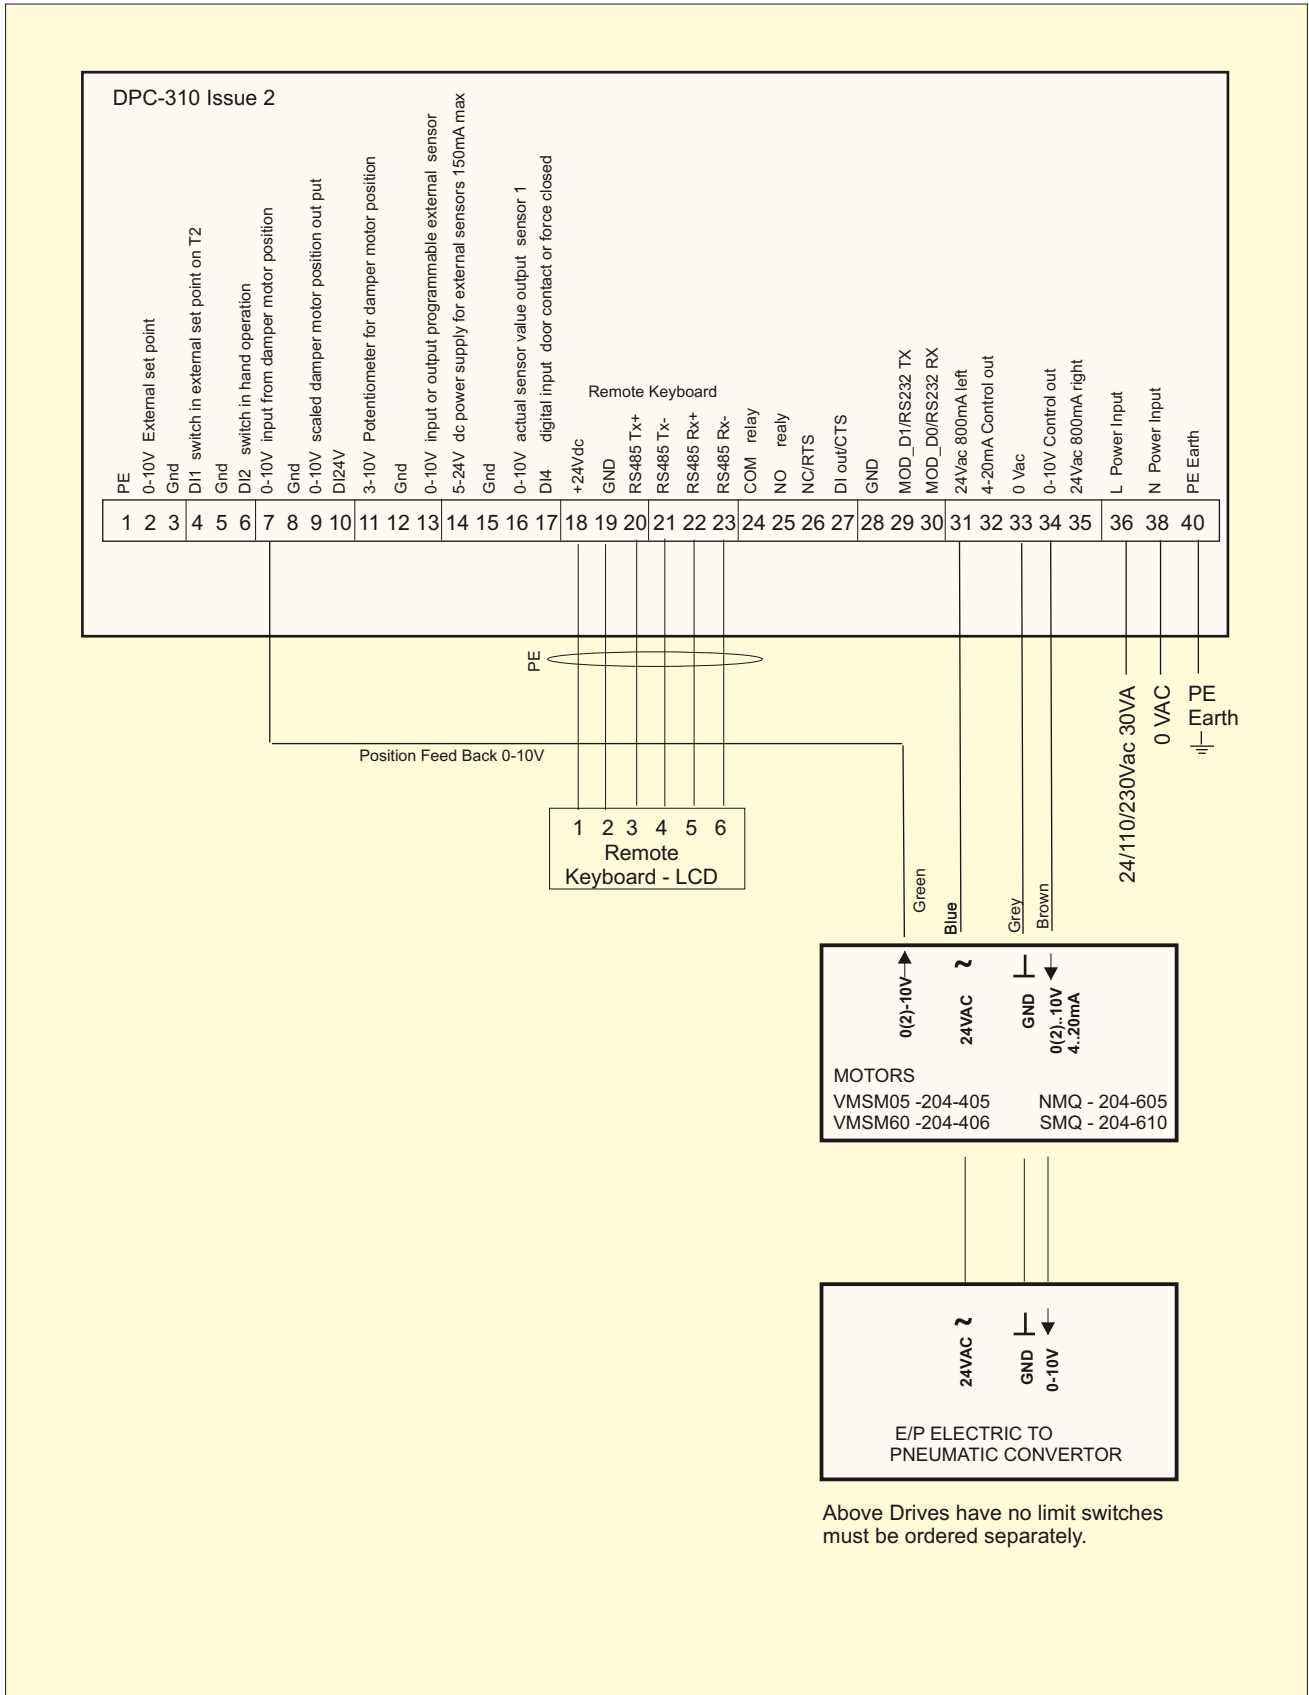 DPC-310 Issue 2
PE
0-10V External set point
Gnd
DI1 switch in external set point on T2
Gnd
DI2 switch in hand operation
0-10V input from damper motor position
Gnd
0-10V scaled damper motor position out put
DI24V
3-10V Potentiometer for damper motor position
Gnd
0-10V input or output programmable external sensor
5-24V dc power supply for external sensors 150mA max
Gnd
0-10V actual sensor value output sensor 1
DI4 digital input door contact or force closed
Remote Keyboard
+24Vdc
GND
RS485 Tx+
RS485 Tx-
RS485 Rx+
RS485 Rx-
COM relay
NO realy
NC/RTS
DI out/CTS
GND
MOD_D1/RS232 TX
MOD_D0/RS232 RX
24Vac 800mA left
4-20mA Control out
0 Vac
0-10V Control out
24Vac 800mA right
L Power Input
N Power Input
PE Earth
1 2 3 4 5 6 7 8 9 10 11 12 13 14 15 16 17 18 19 20 21 22 23 24 25 26 27 28 29 30 31 32 33 34 35 36 38 40
PE
Position Feed Back 0-10V
24/110/230Vac 30VA
0 VAC
PE
Earth
1 2 3 4 5 6
Remote
Keyboard - LCD
Green
Blue
Grey
Brown
0(2)-10V
24VAC ~
GND
0(2)..10V
4..20mA
MOTORS
VMSM05 -204-405 NMQ - 204-605
VMSM60 -204-406 SMQ - 204-610
24VAC ~
GND
0-10V
E/P ELECTRIC TO
PNEUMATIC CONVERTOR
Above Drives have no limit switches
must be ordered separately.